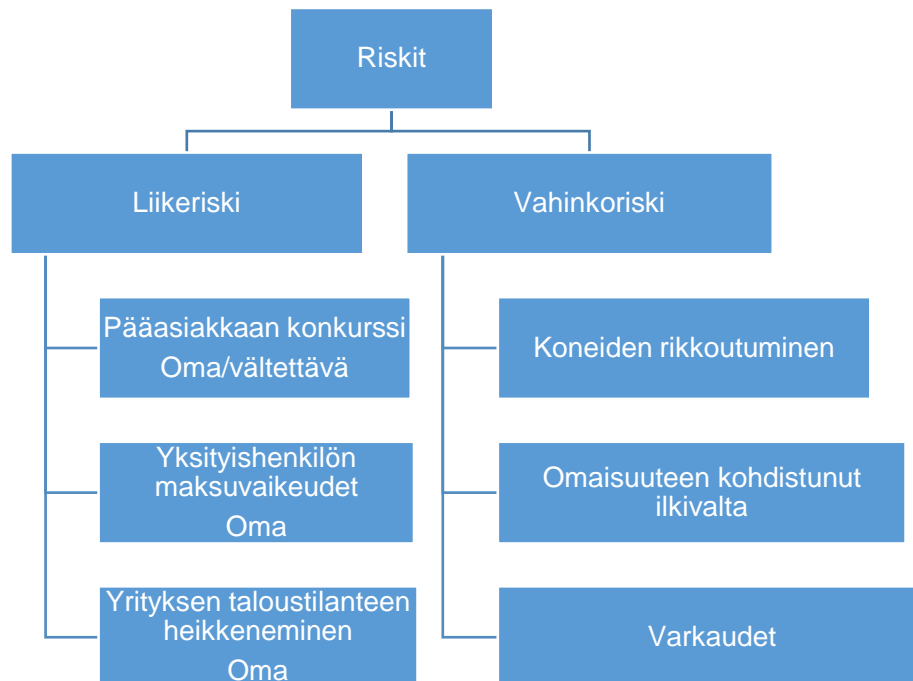 Riskit
Liikeriski
Vahinkoriski
Pääasiakkaan konkurssi
Oma/vältettävä
Koneiden rikkoutuminen
Yksityishenkilön
maksuvaikeudet
Oma
Omaisuuteen kohdistunut
ilkivalta
Yrityksen taloustilanteen
heikkeneminen
Oma
Varkaudet